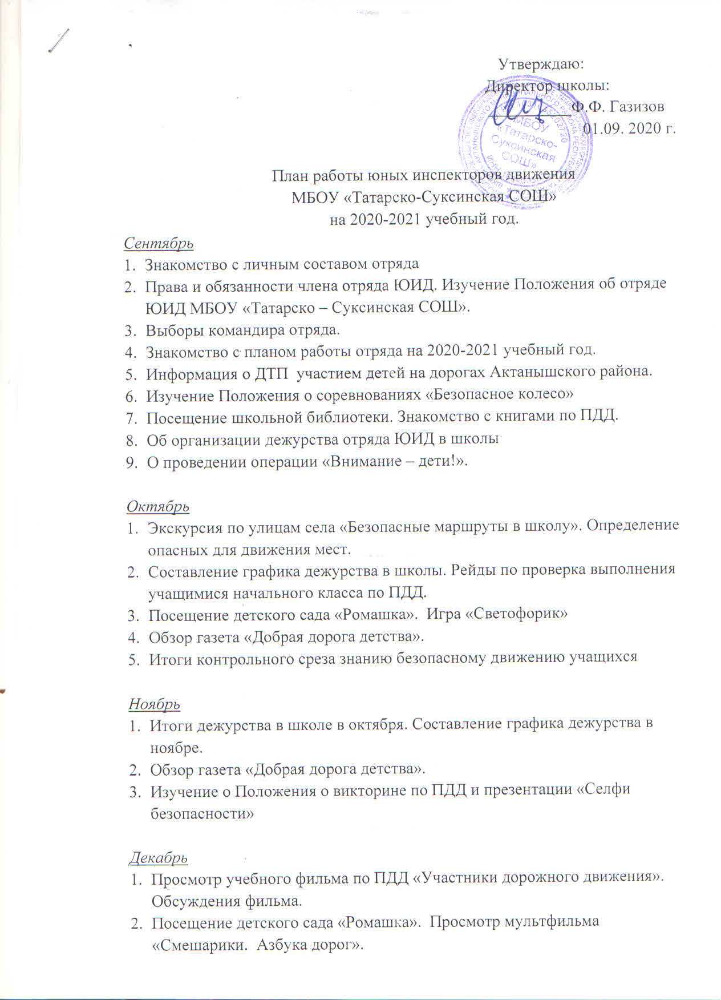 Утверждаю:
Директор школы:
Ф.Ф. Газизов
01.09. 2020 г.
МБОУ
«Татарско-
Суксинская
СОШ»
План работы юных инспекторов движения
МБОУ «Татарско-Суксинская СОШ»
на 2020-2021 учебный год.
Сентябрь
1. Знакомство с личным составом отряда
2. Права и обязанности члена отряда ЮИД. Изучение Положения об отряде
ЮИД МБОУ «Татарско – Суксинская СОШ».
3. Выборы командира отряда.
4. Знакомство с планом работы отряда на 2020-2021 учебный год.
5. Информация о ДТП участием детей на дорогах Актанышского района.
6. Изучение Положения о соревнованиях «Безопасное колесо»
7. Посещение школьной библиотеки. Знакомство с книгами по ПДД.
8. Об организации дежурства отряда ЮИД в школы
9. О проведении операции «Внимание – дети!».
Октябрь
1. Экскурсия по улицам села «Безопасные маршруты в школу». Определение
опасных для движения мест.
2. Составление графика дежурства в школы. Рейды по проверка выполнения
учащимися начального класса по ПДД.
3. Посещение детского сада «Ромашка». Игра «Светофорик»
4. Обзор газета «Добрая дорога детства».
5. Итоги контрольного среза знанию безопасному движению учащихся
Ноябрь
1. Итоги дежурства в школе в октября. Составление графика дежурства в
ноябре.
2. Обзор газета «Добрая дорога детства».
3. Изучение о Положения о викторине по ПДД и презентации «Селфи
безопасности»
Декабрь
1. Просмотр учебного фильма по ПДД «Участники дорожного движения».
Обсуждения фильма.
2. Посещение детского сада «Ромашка». Просмотр мультфильма
«Смешарики. Азбука дорог».